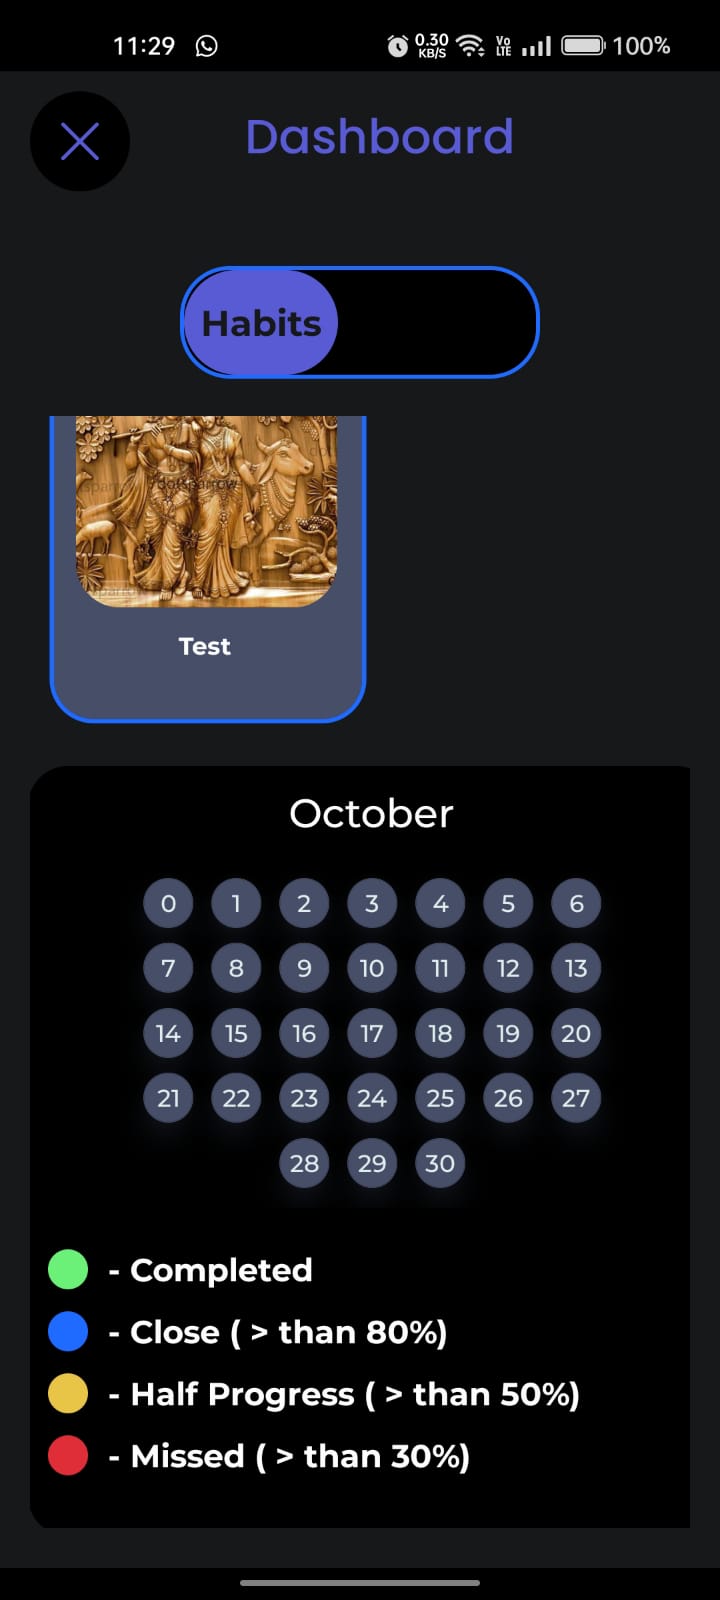 11:29 0.30 KB/S Vo LTE 100%
Dashboard
Habits
dotsparrow
Test
October
0 1 2 3 4 5 6
7 8 9 10 11 12 13
14 15 16 17 18 19 20
21 22 23 24 25 26 27
28 29 30
- Completed
- Close ( > than 80%)
- Half Progress ( > than 50%)
- Missed ( > than 30%)